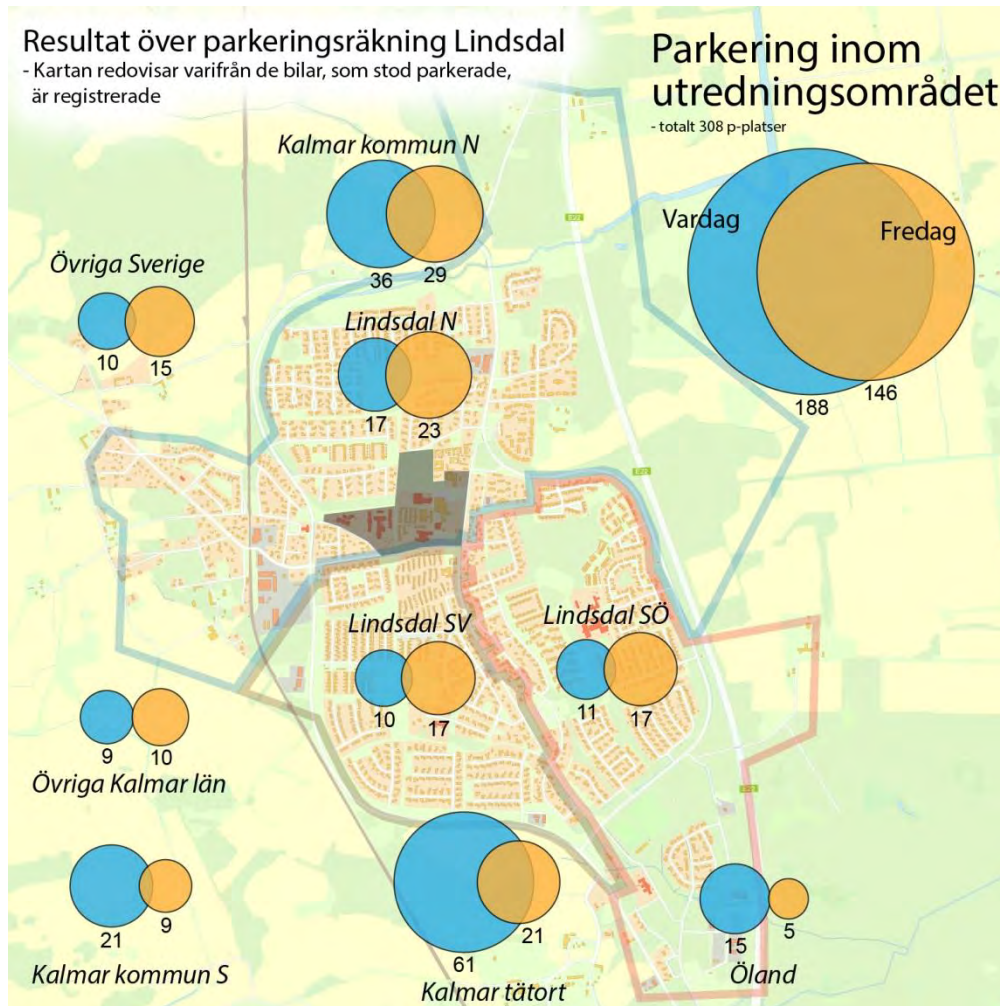 Resultat över parkeringsräkning Lindsdal
- Kartan redovisar varifrån de bilar, som stod parkerade,
är registrerade
Parkering inom
utredningsområdet
- totalt 308 p-platser
Vardag
Fredag
188
146
Kalmar kommun N
36
29
E22
Övriga Sverige
10
15
Lindsdal N
17
23
E22
Lindsdal SV
10
17
Lindsdal SÖ
11
17
9
10
Övriga Kalmar län
E22
21
9
Kalmar kommun S
61
21
Kalmar tätort
15
5
Öland